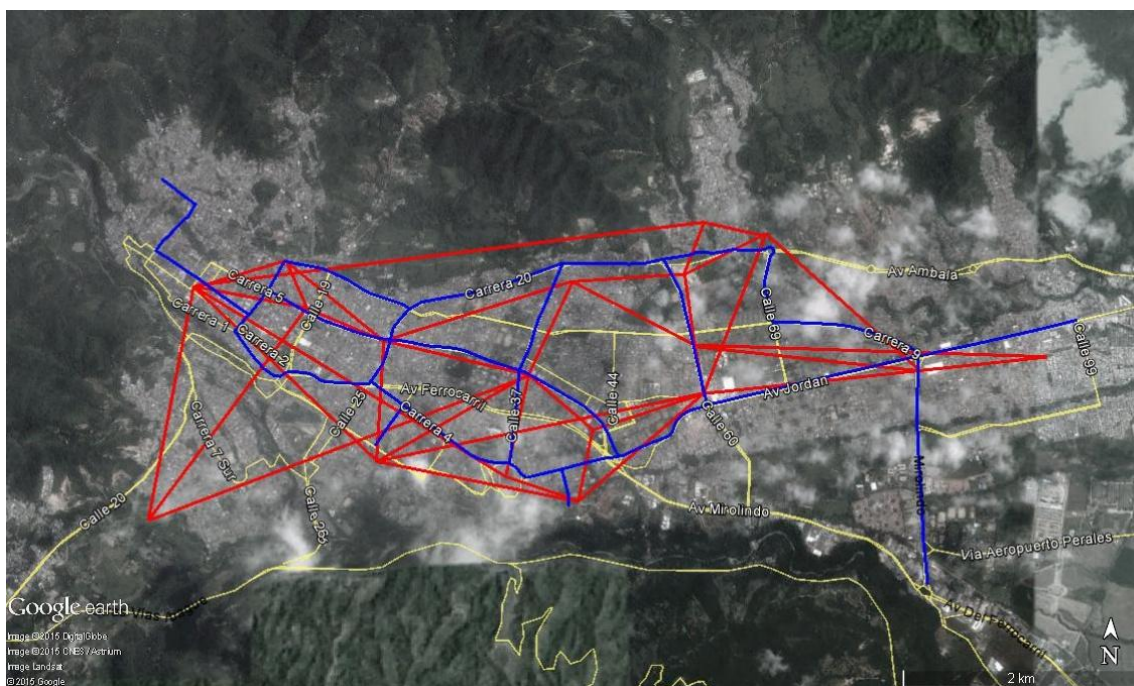 Carrera 5
Calle 19
Carrera 20
Av Ambala
Carrera 1
Carrera 2
Calle 69
Carrera 9
Calle 99
Av Ferrocarril
Calle 25
Carrera 4
Calle 37
Calle 44
Av Jordan
Calle 60
Carrera 7 Sur
Calle 20
Calle 26
Mirolindo
Av Mirolindo
Via Aeropuerto Perales
Av Del Ferrocarril
Google earth
Image © 2015 DigitalGlobe
Image © 2015 CNES / Astrium
Image Landsat
© 2015 Google
N
2 km